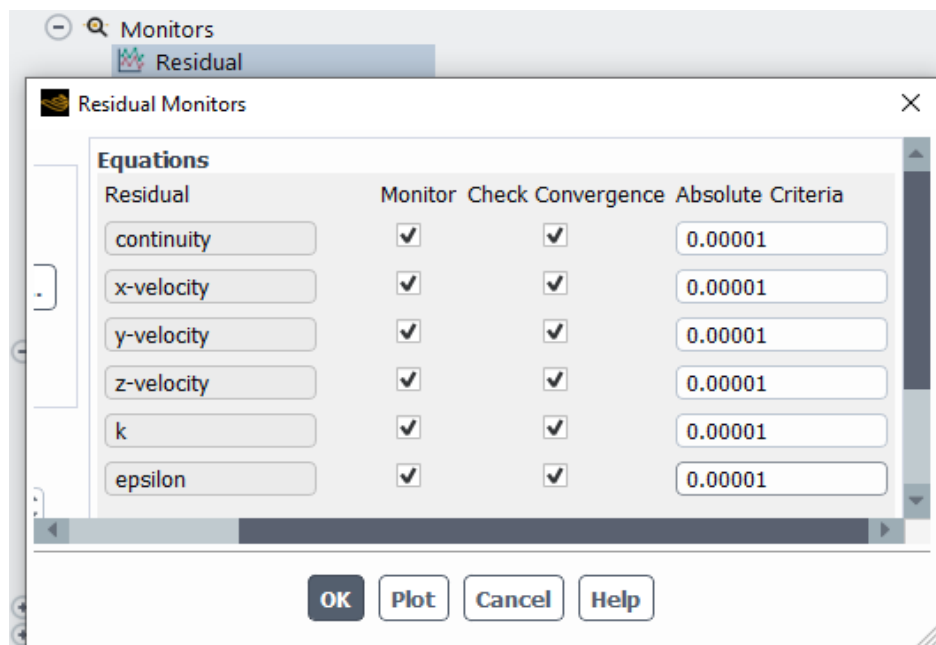 Monitors
Residual
Residual Monitors
Equations
Residual Monitor Check Convergence Absolute Criteria
continuity 0.00001
x-velocity 0.00001
y-velocity 0.00001
z-velocity 0.00001
k 0.00001
epsilon 0.00001
OK Plot Cancel Help